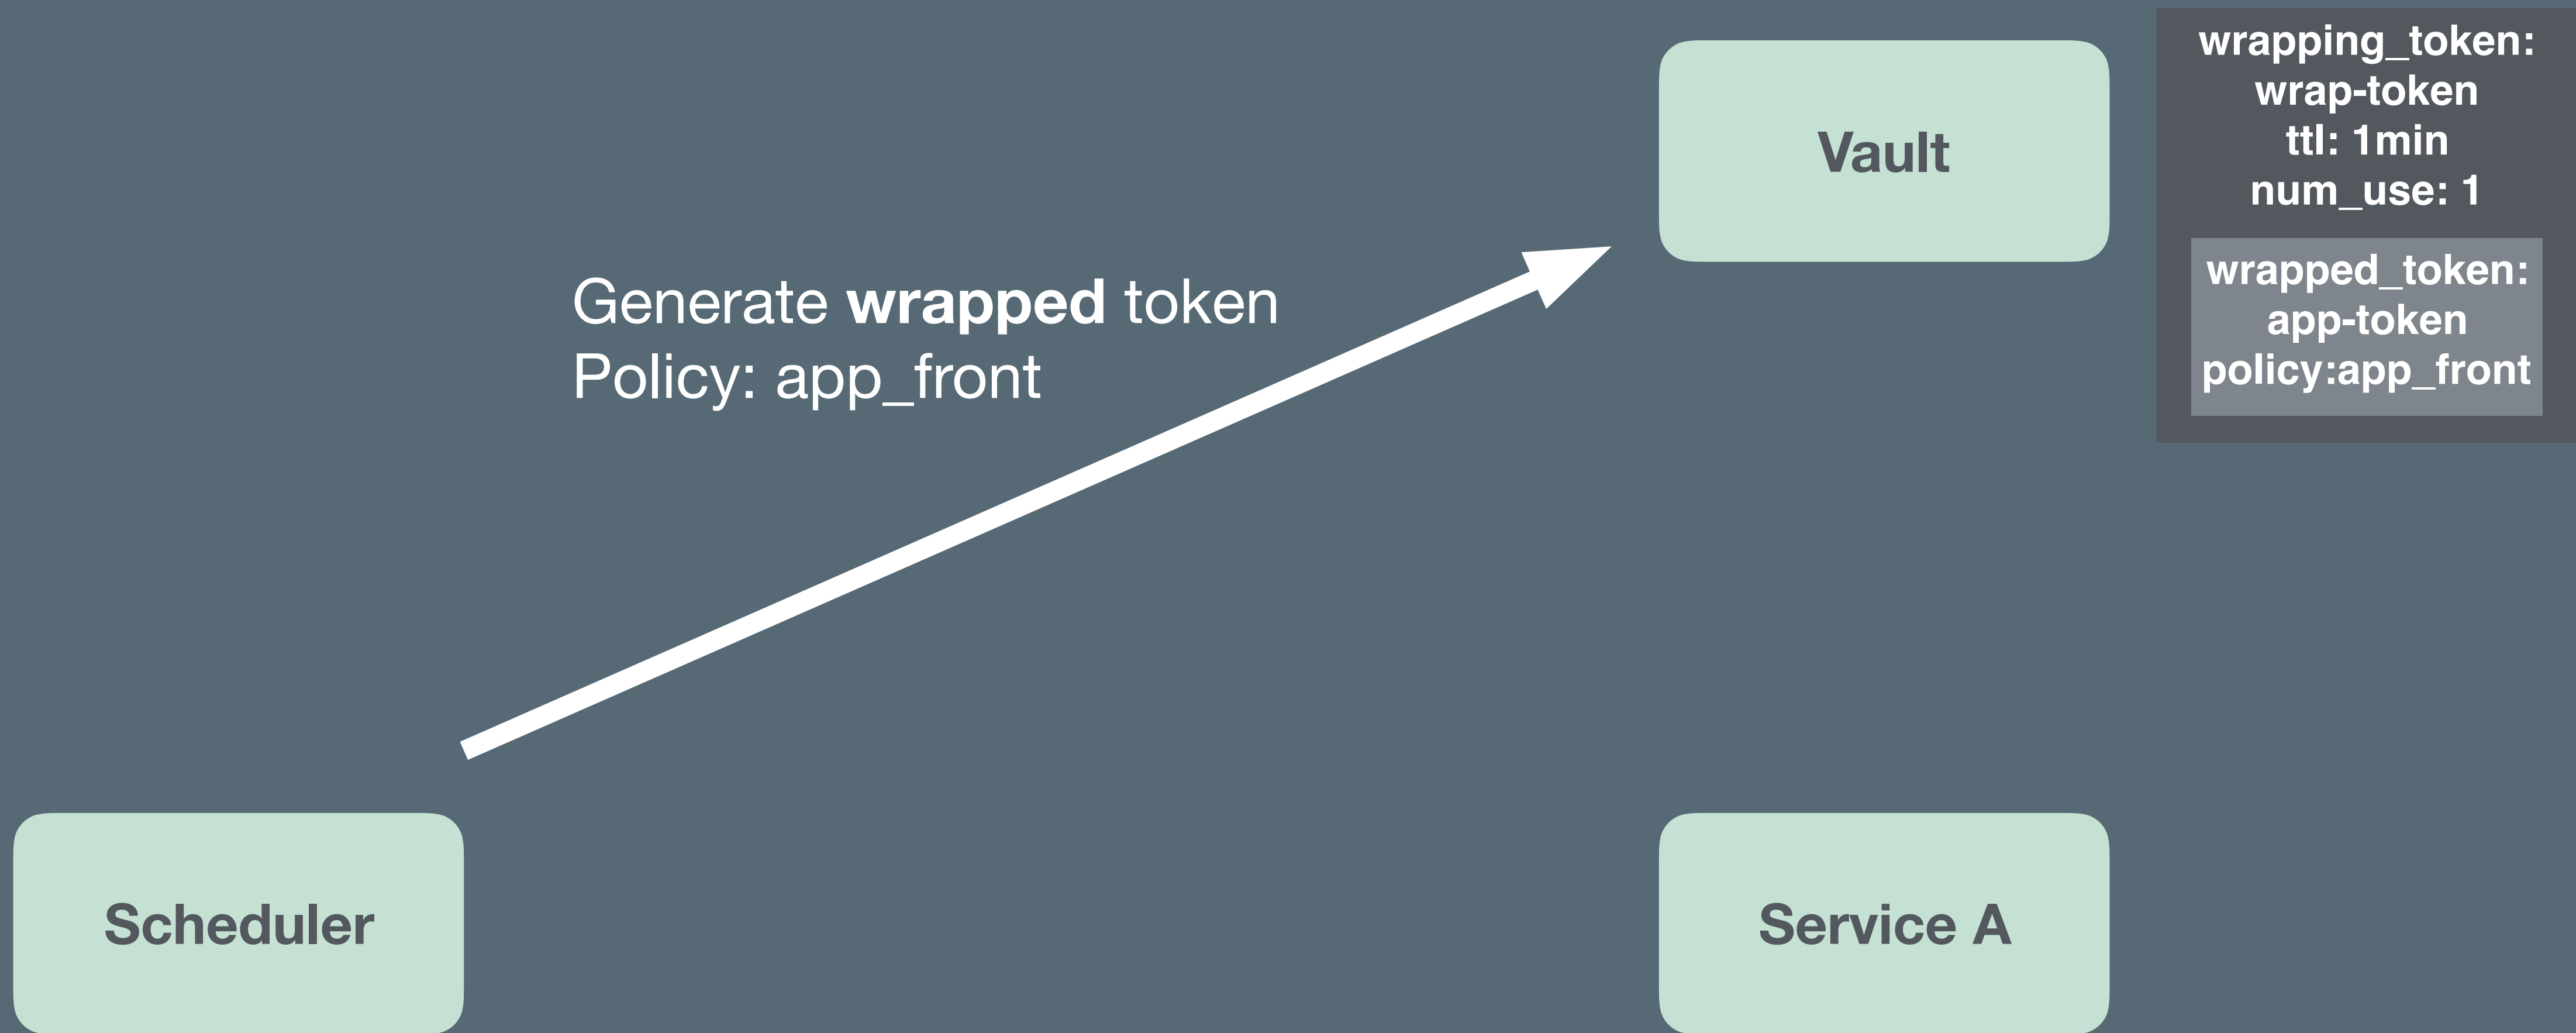 Vault
wrapping_token:
wrap-token
ttl: 1min
num_use: 1
wrapped_token:
app-token
policy:app_front
Generate wrapped token
Policy: app_front
Scheduler
Service A